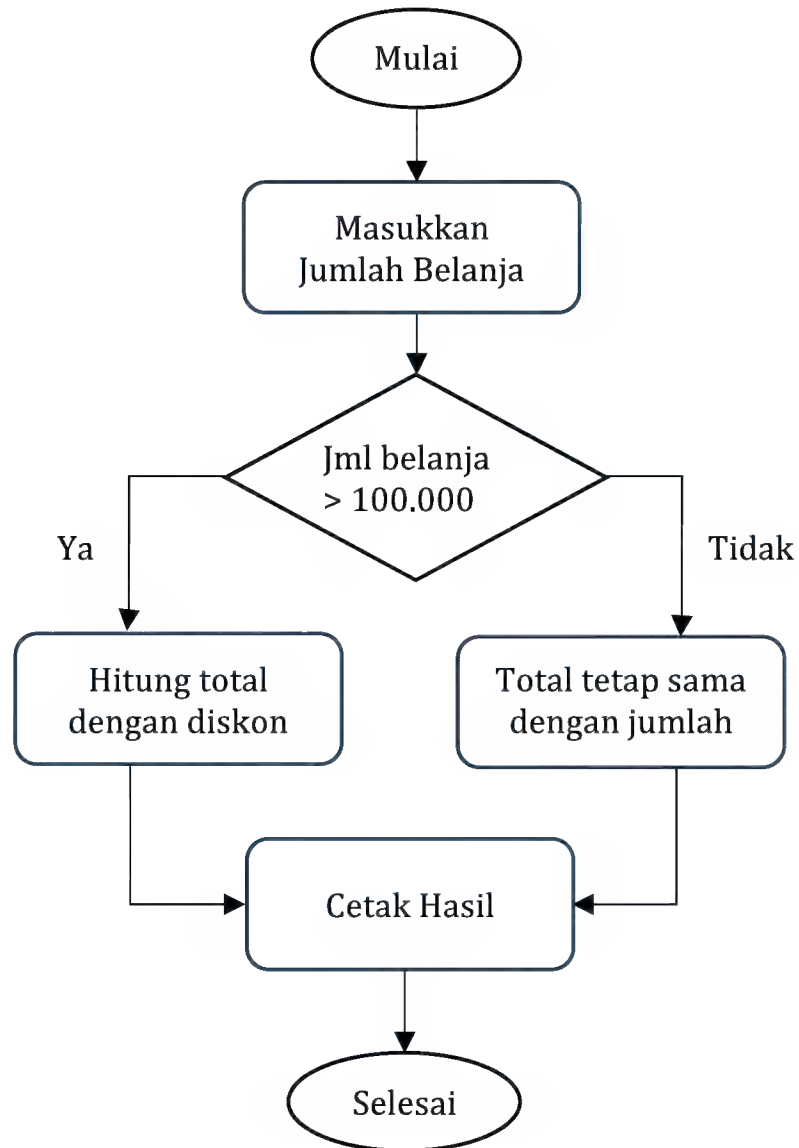 Mulai
Masukkan
Jumlah Belanja
Jml belanja
> 100.000
Ya
Tidak
Hitung total
dengan diskon
Total tetap sama
dengan jumlah
Cetak Hasil
Selesai